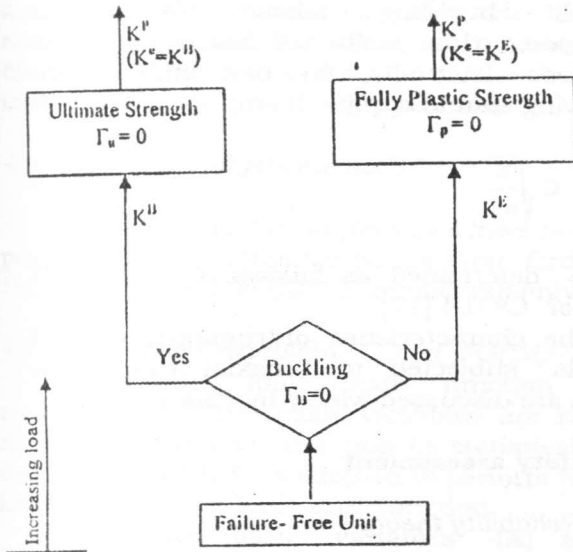 K^P
(K^e=K^B)
K^P
(K^e=K^E)
Ultimate Strength
Γ_u = 0
Fully Plastic Strength
Γ_p = 0
K^B
K^E
Yes
No
Buckling
Γ_B=0
Increasing load
Failure- Free Unit